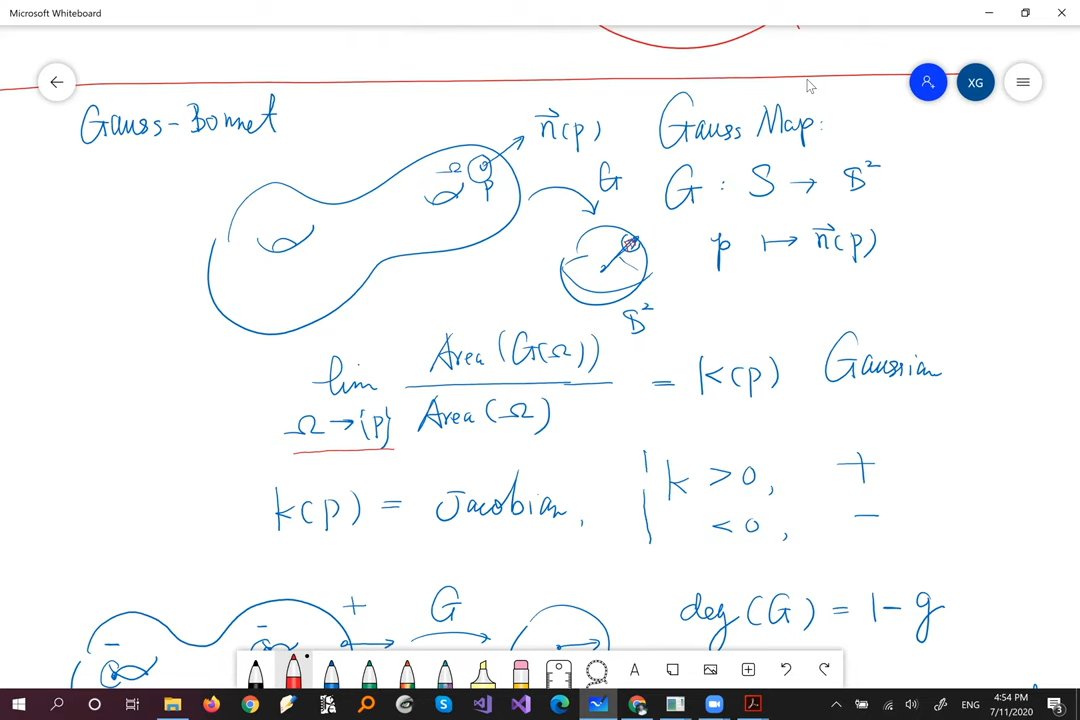 Microsoft Whiteboard
XG
Gauss-Bonnet
n⃗(p)
Gauss Map:
Ω
p
G
G : S → 𝕊²
p ↦ n⃗(p)
𝕊²
lim Area(G(Ω)) / Area(Ω) = K(p) Gaussian
Ω→{p}
k(p) = Jacobian, | k > 0, +
| < 0, −
+
G
deg(G) = 1-g
−
−
A
ENG
4:54 PM
7/11/2020
3